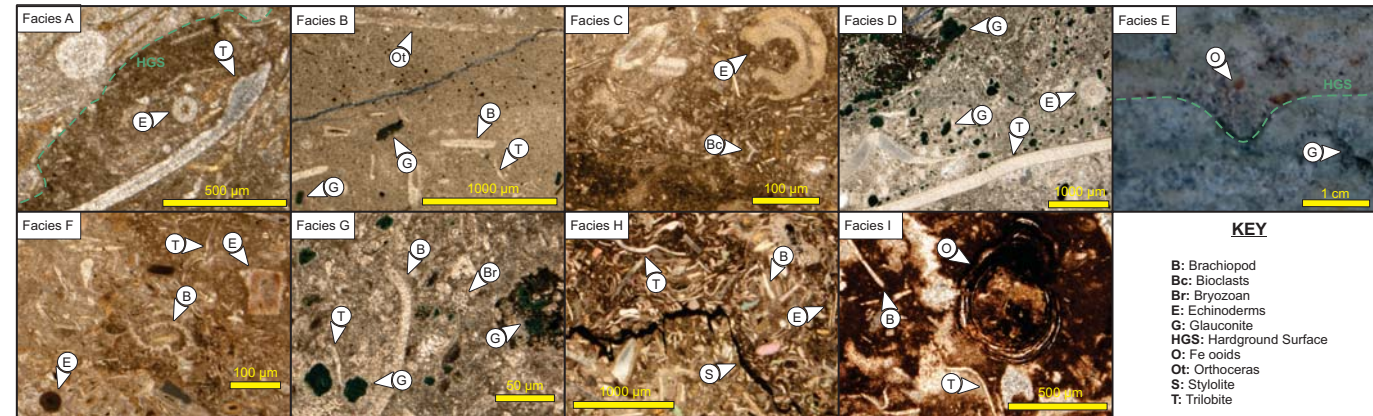 Facies A
HGS
T
E
500 µm
Facies B
Ot
B
T
G
G
1000 µm
Facies C
E
Bc
100 µm
Facies D
G
E
G
T
1000 µm
Facies E
O
HGS
G
1 cm
Facies F
T
E
B
E
100 µm
Facies G
B
Br
T
G
G
50 µm
Facies H
B
T
E
S
1000 µm
Facies I
O
B
T
500 µm
KEY
B: Brachiopod
Bc: Bioclasts
Br: Bryozoan
E: Echinoderms
G: Glauconite
HGS: Hardground Surface
O: Fe ooids
Ot: Orthoceras
S: Stylolite
T: Trilobite